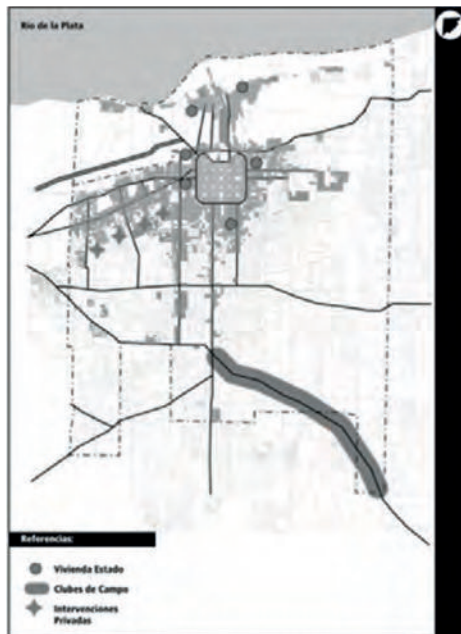 Río de la Plata
Referencias:
Vivienda Estado
Clubes de Campo
Intervenciones
Privadas